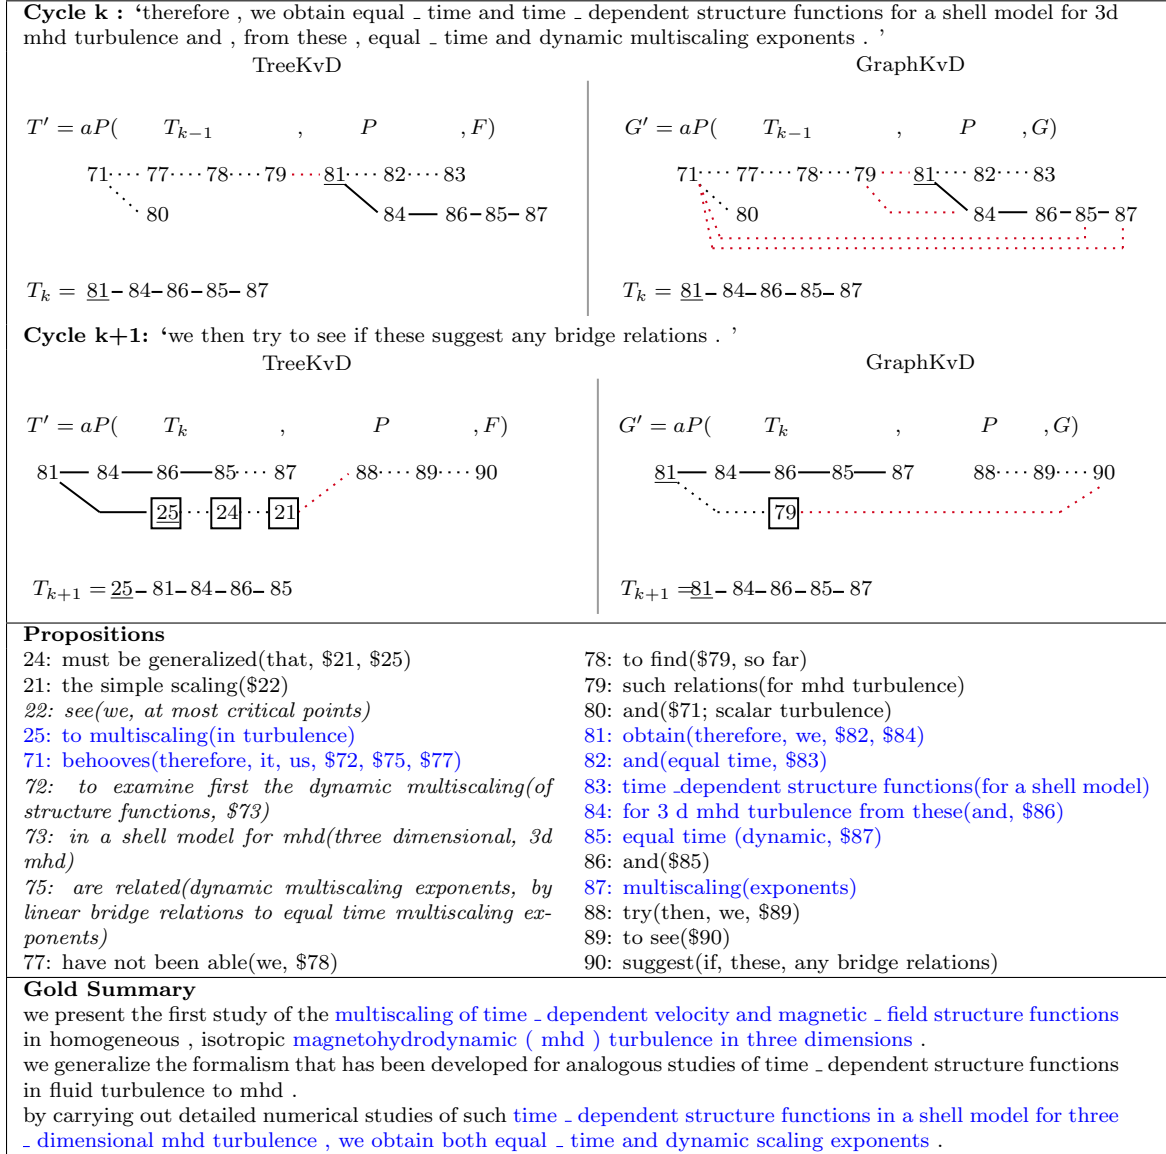 Cycle k : ‘therefore , we obtain equal _ time and time _ dependent structure functions for a shell model for 3d
mhd turbulence and , from these , equal _ time and dynamic multiscaling exponents . ’
TreeKvD
GraphKvD
T′ = aP( T_{k−1} , P , F)
G′ = aP( T_{k−1} , P , G)
71 77 78 79 81 82 83
80 84 86 85 87
71 77 78 79 81 82 83
80 84 86 85 87
T_k = 81 – 84 – 86 – 85 – 87
T_k = 81 – 84 – 86 – 85 – 87
Cycle k+1: ‘we then try to see if these suggest any bridge relations . ’
TreeKvD
GraphKvD
T′ = aP( T_k , P , F)
G′ = aP( T_k , P , G)
81 84 86 85 87 88 89 90
25 24 21
81 84 86 85 87 88 89 90
79
T_{k+1} = 25 – 81 – 84 – 86 – 85
T_{k+1} = 81 – 84 – 86 – 85 – 87
Propositions
24: must be generalized(that, $21, $25)
21: the simple scaling($22)
22: see(we, at most critical points)
25: to multiscaling(in turbulence)
71: behooves(therefore, it, us, $72, $75, $77)
72: to examine first the dynamic multiscaling(of
structure functions, $73)
73: in a shell model for mhd(three dimensional, 3d
mhd)
75: are related(dynamic multiscaling exponents, by
linear bridge relations to equal time multiscaling ex-
ponents)
77: have not been able(we, $78)
78: to find($79, so far)
79: such relations(for mhd turbulence)
80: and($71; scalar turbulence)
81: obtain(therefore, we, $82, $84)
82: and(equal time, $83)
83: time _dependent structure functions(for a shell model)
84: for 3 d mhd turbulence from these(and, $86)
85: equal time (dynamic, $87)
86: and($85)
87: multiscaling(exponents)
88: try(then, we, $89)
89: to see($90)
90: suggest(if, these, any bridge relations)
Gold Summary
we present the first study of the multiscaling of time _ dependent velocity and magnetic _ field structure functions
in homogeneous , isotropic magnetohydrodynamic ( mhd ) turbulence in three dimensions .
we generalize the formalism that has been developed for analogous studies of time _ dependent structure functions
in fluid turbulence to mhd .
by carrying out detailed numerical studies of such time _ dependent structure functions in a shell model for three
_ dimensional mhd turbulence , we obtain both equal _ time and dynamic scaling exponents .